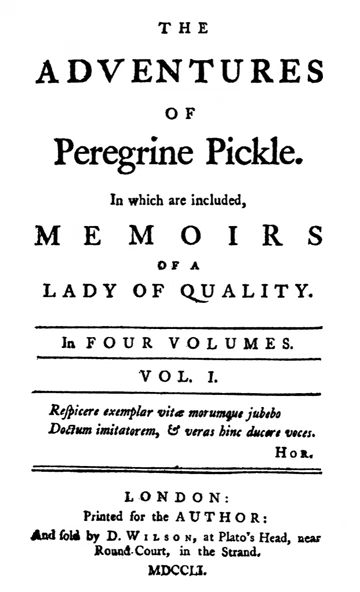 THE
ADVENTURES
OF
Peregrine Pickle.
In which are included,
MEMOIRS
OF A
LADY OF QUALITY.
In FOUR VOLUMES.
VOL. I.
Reſpicere exemplar vitæ morumque jubebo
Doctum imitatorem, & veras hinc ducere voces.
HOR.
LONDON:
Printed for the AUTHOR:
And ſold by D. WILSON, at Plato's Head, near
Round-Court, in the Strand.
MDCCLI.